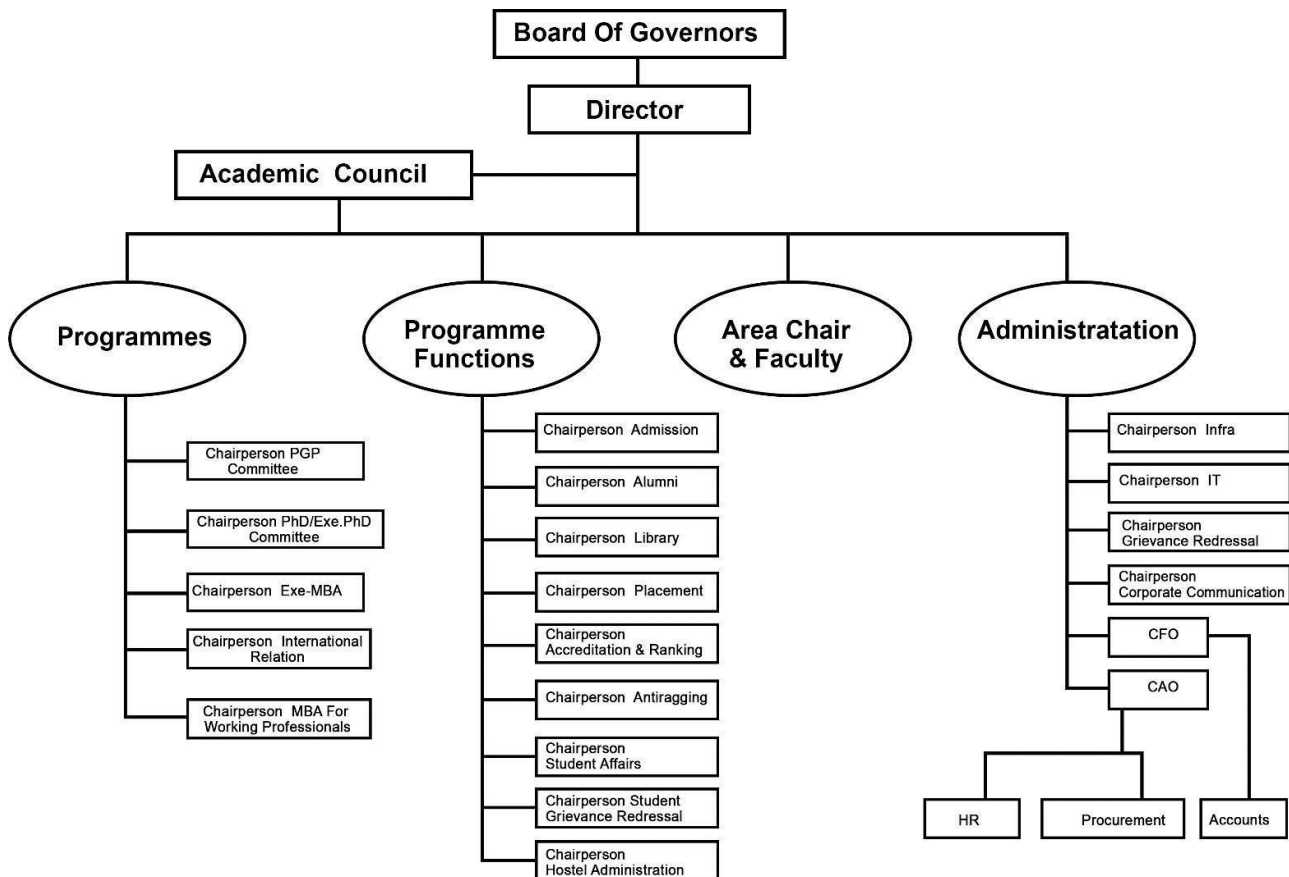 Board Of Governors
Director
Academic Council
Programmes
Programme
Functions
Area Chair
& Faculty
Administratation
Chairperson PGP
Committee
Chairperson PhD/Exe.PhD
Committee
Chairperson Exe-MBA
Chairperson International
Relation
Chairperson MBA For
Working Professionals
Chairperson Admission
Chairperson Alumni
Chairperson Library
Chairperson Placement
Chairperson
Accreditation & Ranking
Chairperson Antiragging
Chairperson
Student Affairs
Chairperson Student
Grievance Redressal
Chairperson
Hostel Administration
Chairperson Infra
Chairperson IT
Chairperson
Grievance Redressal
Chairperson
Corporate Communication
CFO
CAO
HR
Procurement
Accounts